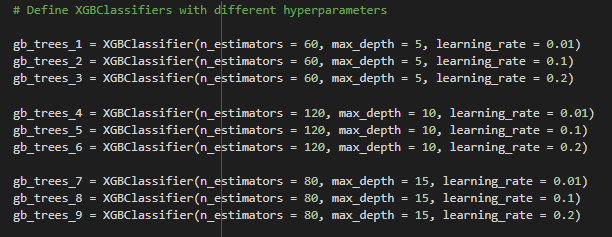 # Define XGBClassifiers with different hyperparameters
gb_trees_1 = XGBClassifier(n_estimators = 60, max_depth = 5, learning_rate = 0.01)
gb_trees_2 = XGBClassifier(n_estimators = 60, max_depth = 5, learning_rate = 0.1)
gb_trees_3 = XGBClassifier(n_estimators = 60, max_depth = 5, learning_rate = 0.2)
gb_trees_4 = XGBClassifier(n_estimators = 120, max_depth = 10, learning_rate = 0.01)
gb_trees_5 = XGBClassifier(n_estimators = 120, max_depth = 10, learning_rate = 0.1)
gb_trees_6 = XGBClassifier(n_estimators = 120, max_depth = 10, learning_rate = 0.2)
gb_trees_7 = XGBClassifier(n_estimators = 80, max_depth = 15, learning_rate = 0.01)
gb_trees_8 = XGBClassifier(n_estimators = 80, max_depth = 15, learning_rate = 0.1)
gb_trees_9 = XGBClassifier(n_estimators = 80, max_depth = 15, learning_rate = 0.2)